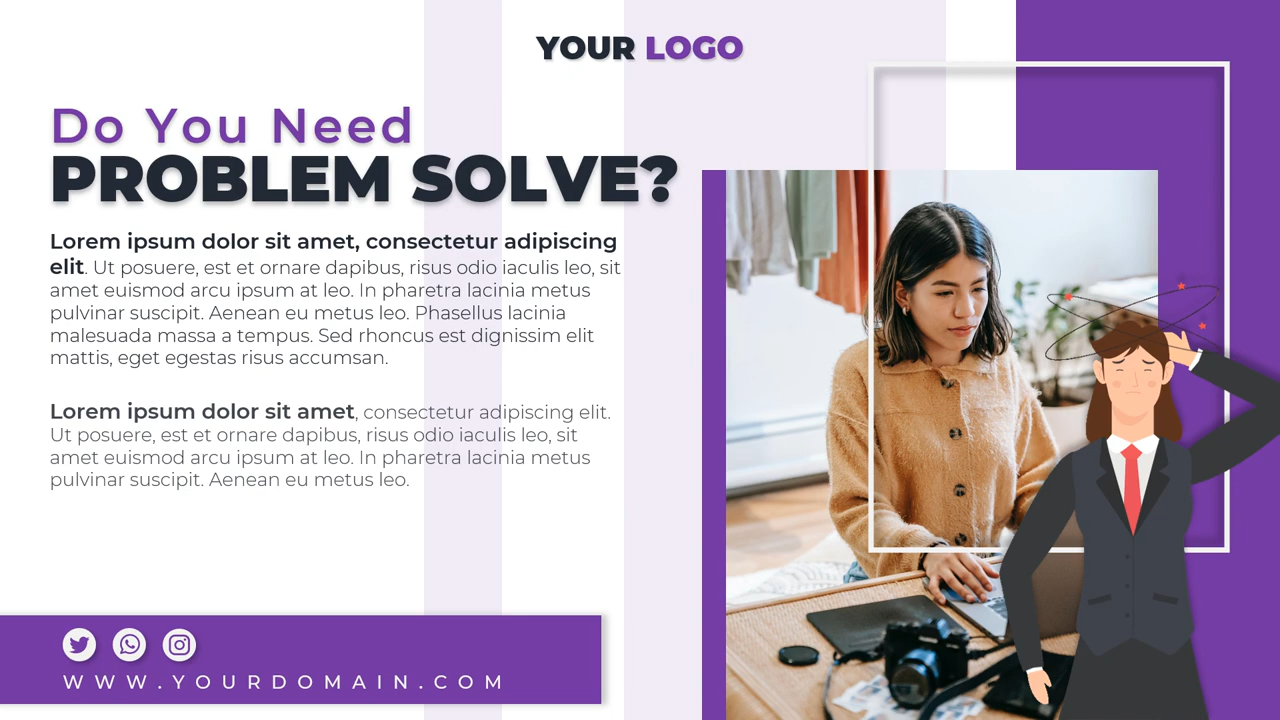 YOUR LOGO
Do You Need
PROBLEM SOLVE?
Lorem ipsum dolor sit amet, consectetur adipiscing
elit. Ut posuere, est et ornare dapibus, risus odio iaculis leo, sit
amet euismod arcu ipsum at leo. In pharetra lacinia metus
pulvinar suscipit. Aenean eu metus leo. Phasellus lacinia
malesuada massa a tempus. Sed rhoncus est dignissim elit
mattis, eget egestas risus accumsan.
Lorem ipsum dolor sit amet, consectetur adipiscing elit.
Ut posuere, est et ornare dapibus, risus odio iaculis leo, sit
amet euismod arcu ipsum at leo. In pharetra lacinia metus
pulvinar suscipit. Aenean eu metus leo.
WWW.YOURDOMAIN.COM